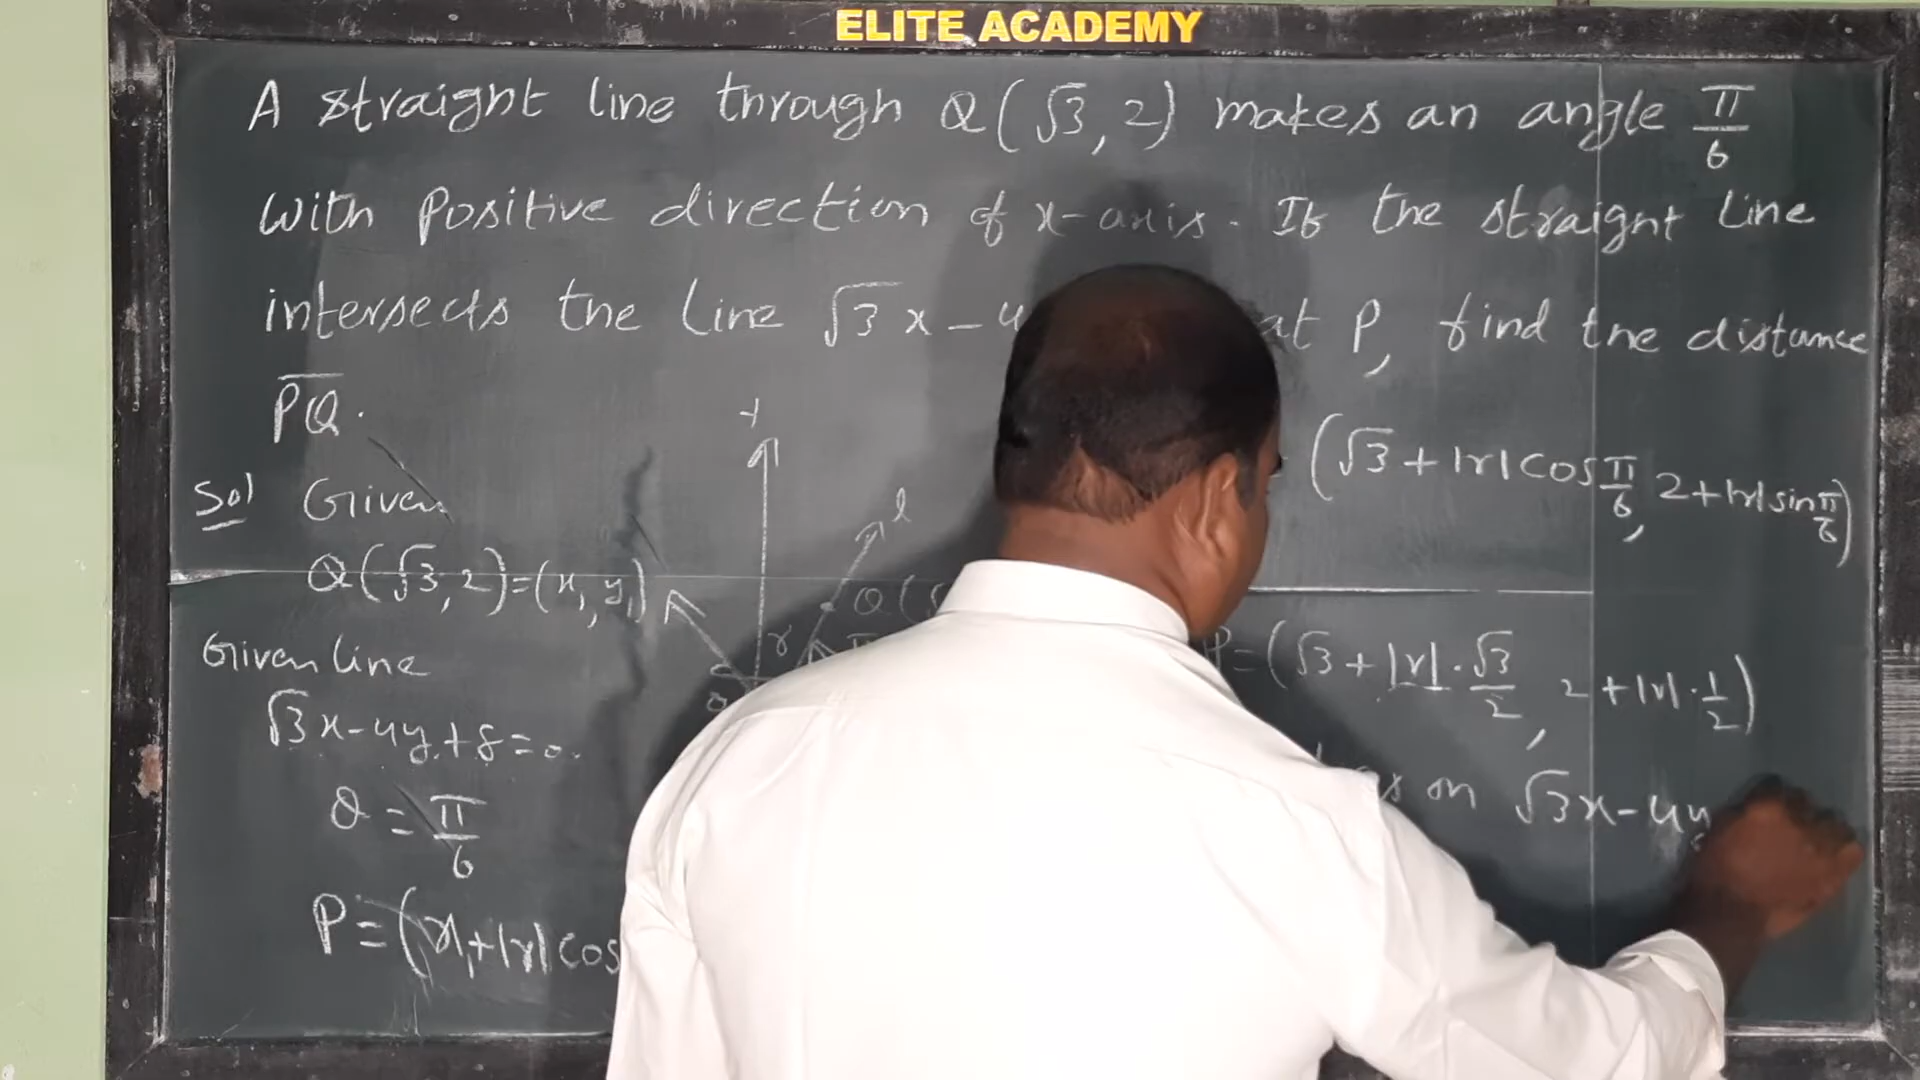 ELITE ACADEMY
A straight line through Q(√3, 2) makes an angle π/6
with Positive direction of x-axis. If the straight Line
intersects the Line √3x-4 at P, find the distance
PQ.
Sol Given
Q(√3, 2)=(x₁, y₁)
Given line
√3x-4y+8=0.
θ = π/6
P=(x₁+|r|cos
l
Q(
r
(√3+|r|cos π/6, 2+|r|sin π/6)
P=(√3+|r|.√3/2, 2+|r|.1/2)
on √3x-4y